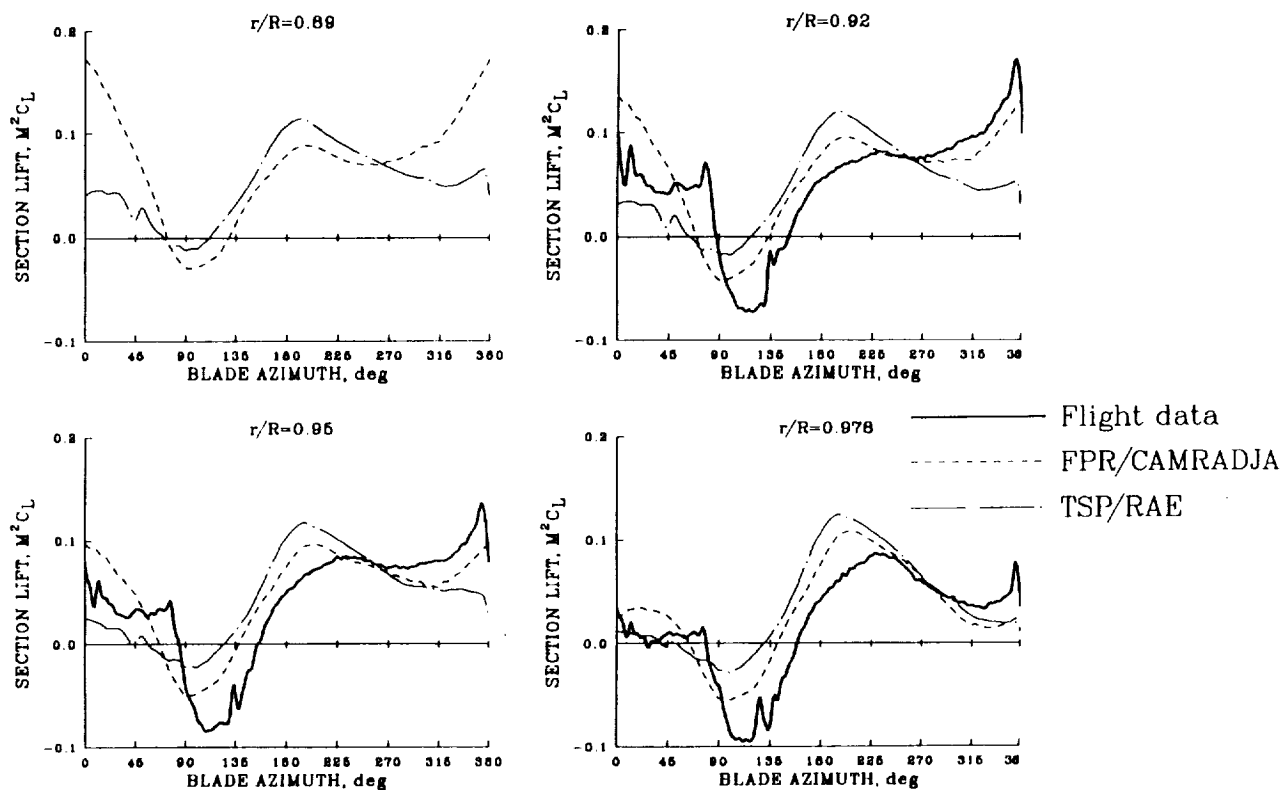 r/R=0.89
SECTION LIFT, M²C_L
0.2
0.1
0.0
-0.1
0 45 90 135 180 225 270 315 360
BLADE AZIMUTH, deg
r/R=0.92
SECTION LIFT, M²C_L
0.2
0.1
0.0
-0.1
0 45 90 135 180 225 270 315 36
BLADE AZIMUTH, deg
r/R=0.95
SECTION LIFT, M²C_L
0.2
0.1
0.0
-0.1
0 45 90 135 180 225 270 315 360
BLADE AZIMUTH, deg
r/R=0.978
SECTION LIFT, M²C_L
0.2
0.1
0.0
-0.1
0 45 90 135 180 225 270 315 36
BLADE AZIMUTH, deg
Flight data
FPR/CAMRADJA
TSP/RAE